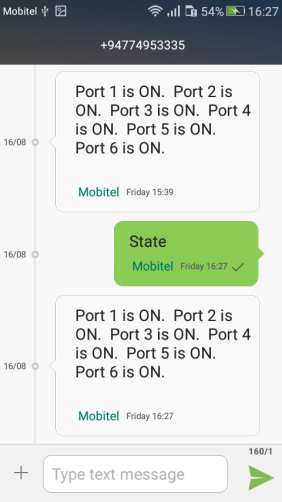 Mobitel 54% 16:27
+94774953335
Port 1 is ON.  Port 2 is
ON.  Port 3 is ON.  Port 4
is ON.  Port 5 is ON.
Port 6 is ON.
16/08
Mobitel Friday 15:39
State
16/08
Mobitel Friday 16:27
Port 1 is ON.  Port 2 is
ON.  Port 3 is ON.  Port 4
is ON.  Port 5 is ON.
Port 6 is ON.
16/08
Mobitel Friday 16:27
160/1
Type text message